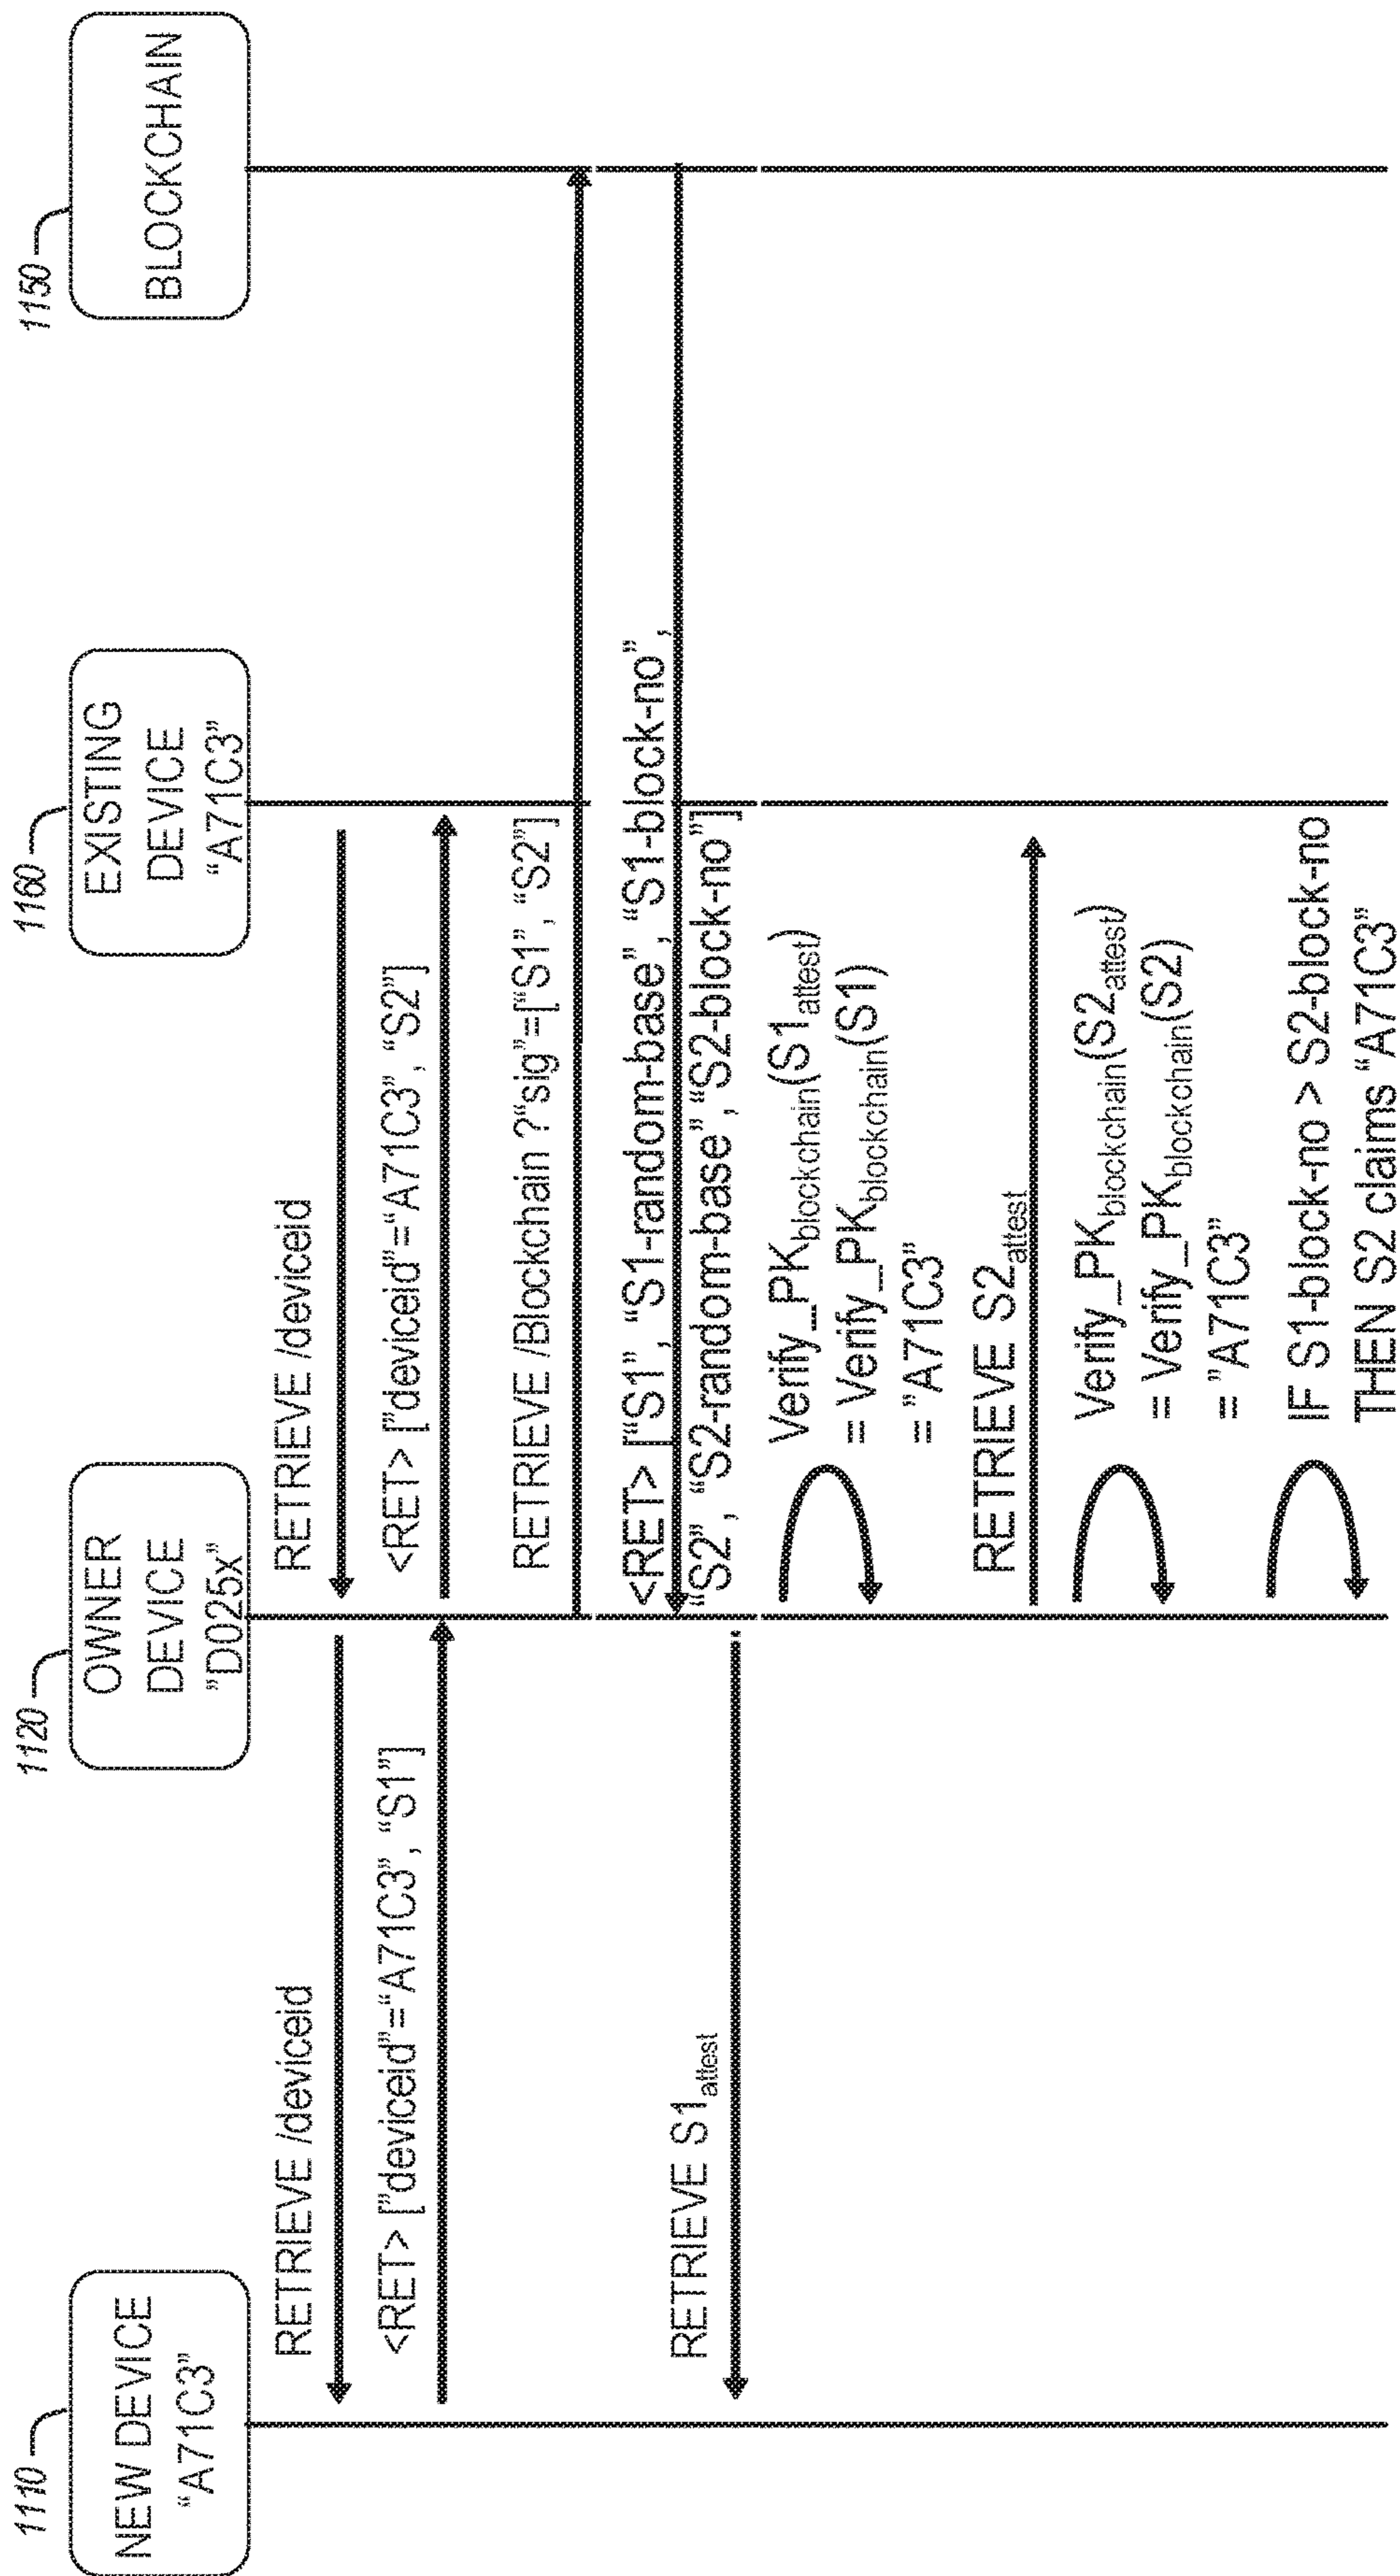 1110
NEW DEVICE
“A71C3”
1120
OWNER
DEVICE
”D025x”
1160
EXISTING
DEVICE
“A71C3”
1150
BLOCKCHAIN
RETRIEVE /deviceid
RETRIEVE /deviceid
<RET> [”deviceid”=“A71C3”, “S1”]
<RET> [”deviceid”=“A71C3”, “S2”]
RETRIEVE /Blockchain ?“sig”=[“S1”, “S2”]
<RET> [“S1”, “S1-random-base”, “S1-block-no”,
“S2”, “S2-random-base”,“S2-block-no”]
RETRIEVE S1attest
Verify_PKblockchain(S1attest)
= Verify_PKblockchain(S1)
= ”A71C3”
RETRIEVE S2attest
Verify_PKblockchain(S2attest)
= Verify_PKblockchain(S2)
= ”A71C3”
IF S1-block-no > S2-block-no
THEN S2 claims “A71C3”